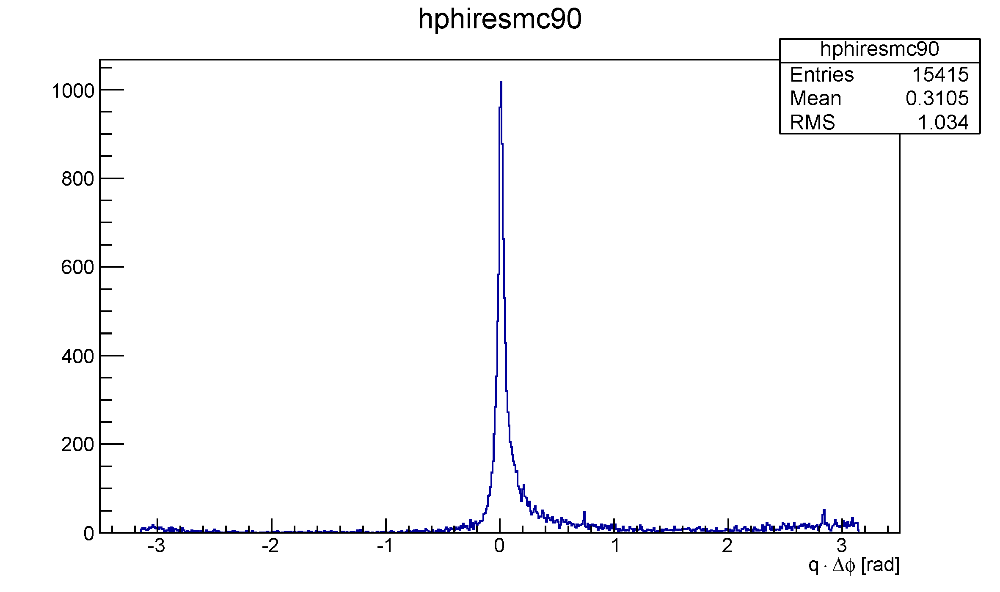 hphiresmc90
hphiresmc90
Entries 15415
Mean 0.3105
RMS 1.034
1000
800
600
400
200
0
-3 -2 -1 0 1 2 3
q · Δϕ [rad]